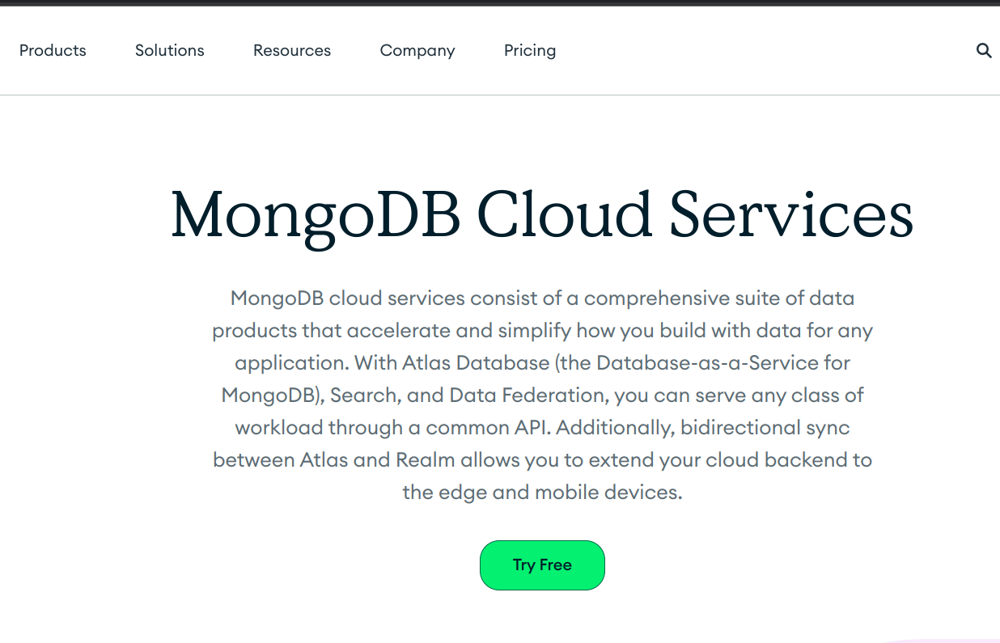 Products Solutions Resources Company Pricing
MongoDB Cloud Services
MongoDB cloud services consist of a comprehensive suite of data
products that accelerate and simplify how you build with data for any
application. With Atlas Database (the Database-as-a-Service for
MongoDB), Search, and Data Federation, you can serve any class of
workload through a common API. Additionally, bidirectional sync
between Atlas and Realm allows you to extend your cloud backend to
the edge and mobile devices.
Try Free